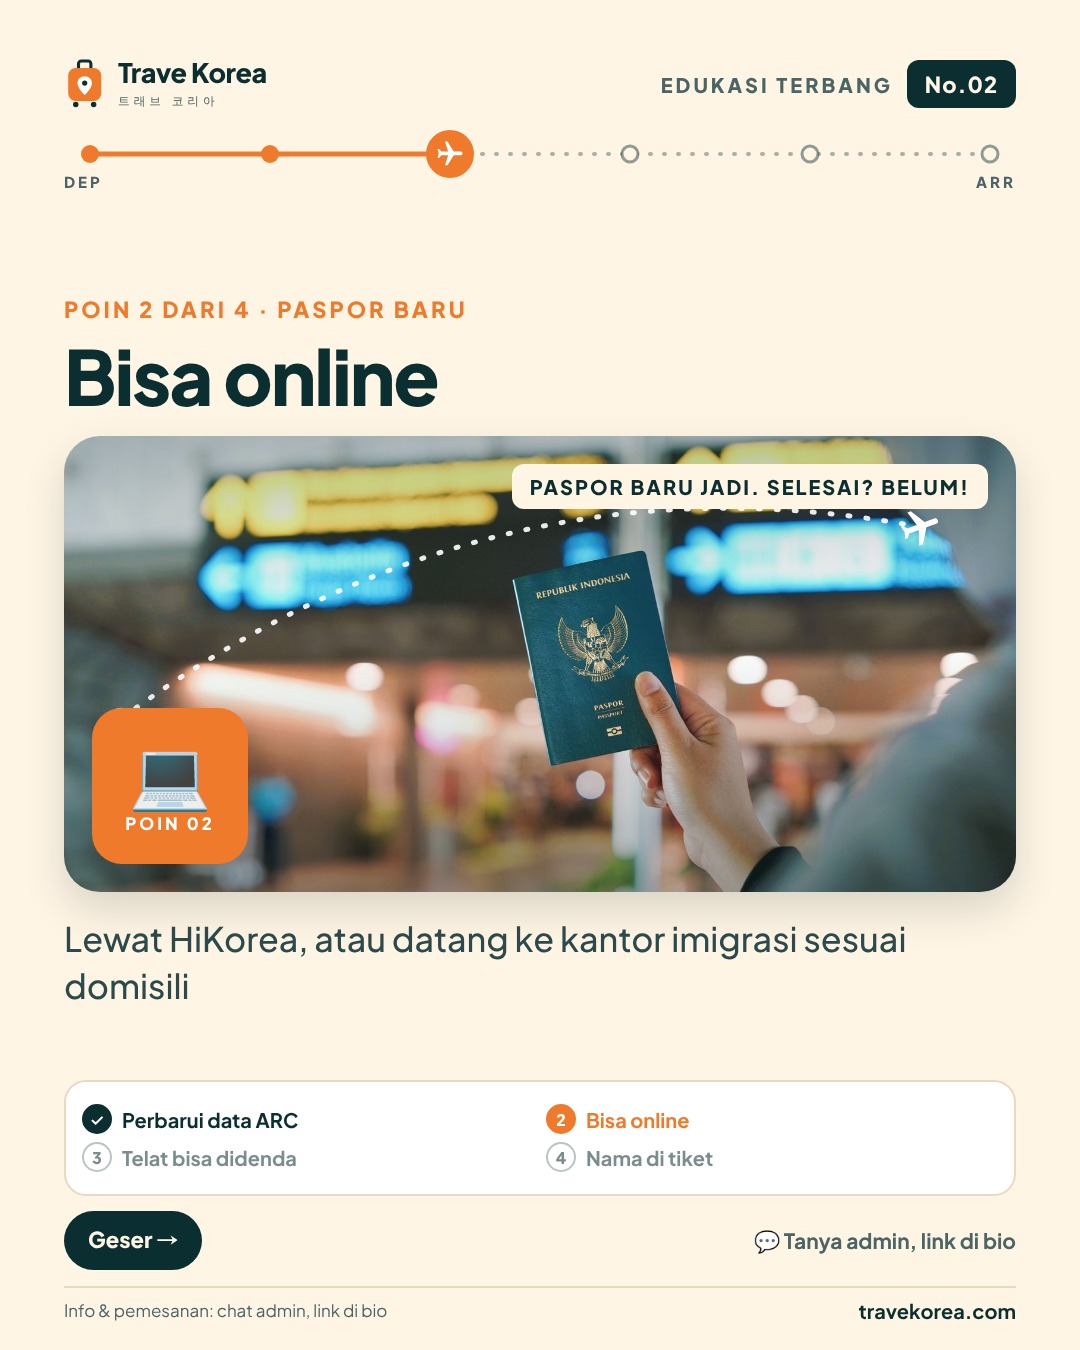 Trave Korea
트래브 코리아
EDUKASI TERBANG
No.02
DEP
ARR
POIN 2 DARI 4 · PASPOR BARU
Bisa online
PASPOR BARU JADI. SELESAI? BELUM!
REPUBLIK INDONESIA
PASPOR
PASSPORT
POIN 02
Lewat HiKorea, atau datang ke kantor imigrasi sesuai
domisili
Perbarui data ARC
2 Bisa online
3 Telat bisa didenda
4 Nama di tiket
Geser →
💬 Tanya admin, link di bio
Info & pemesanan: chat admin, link di bio
travekorea.com